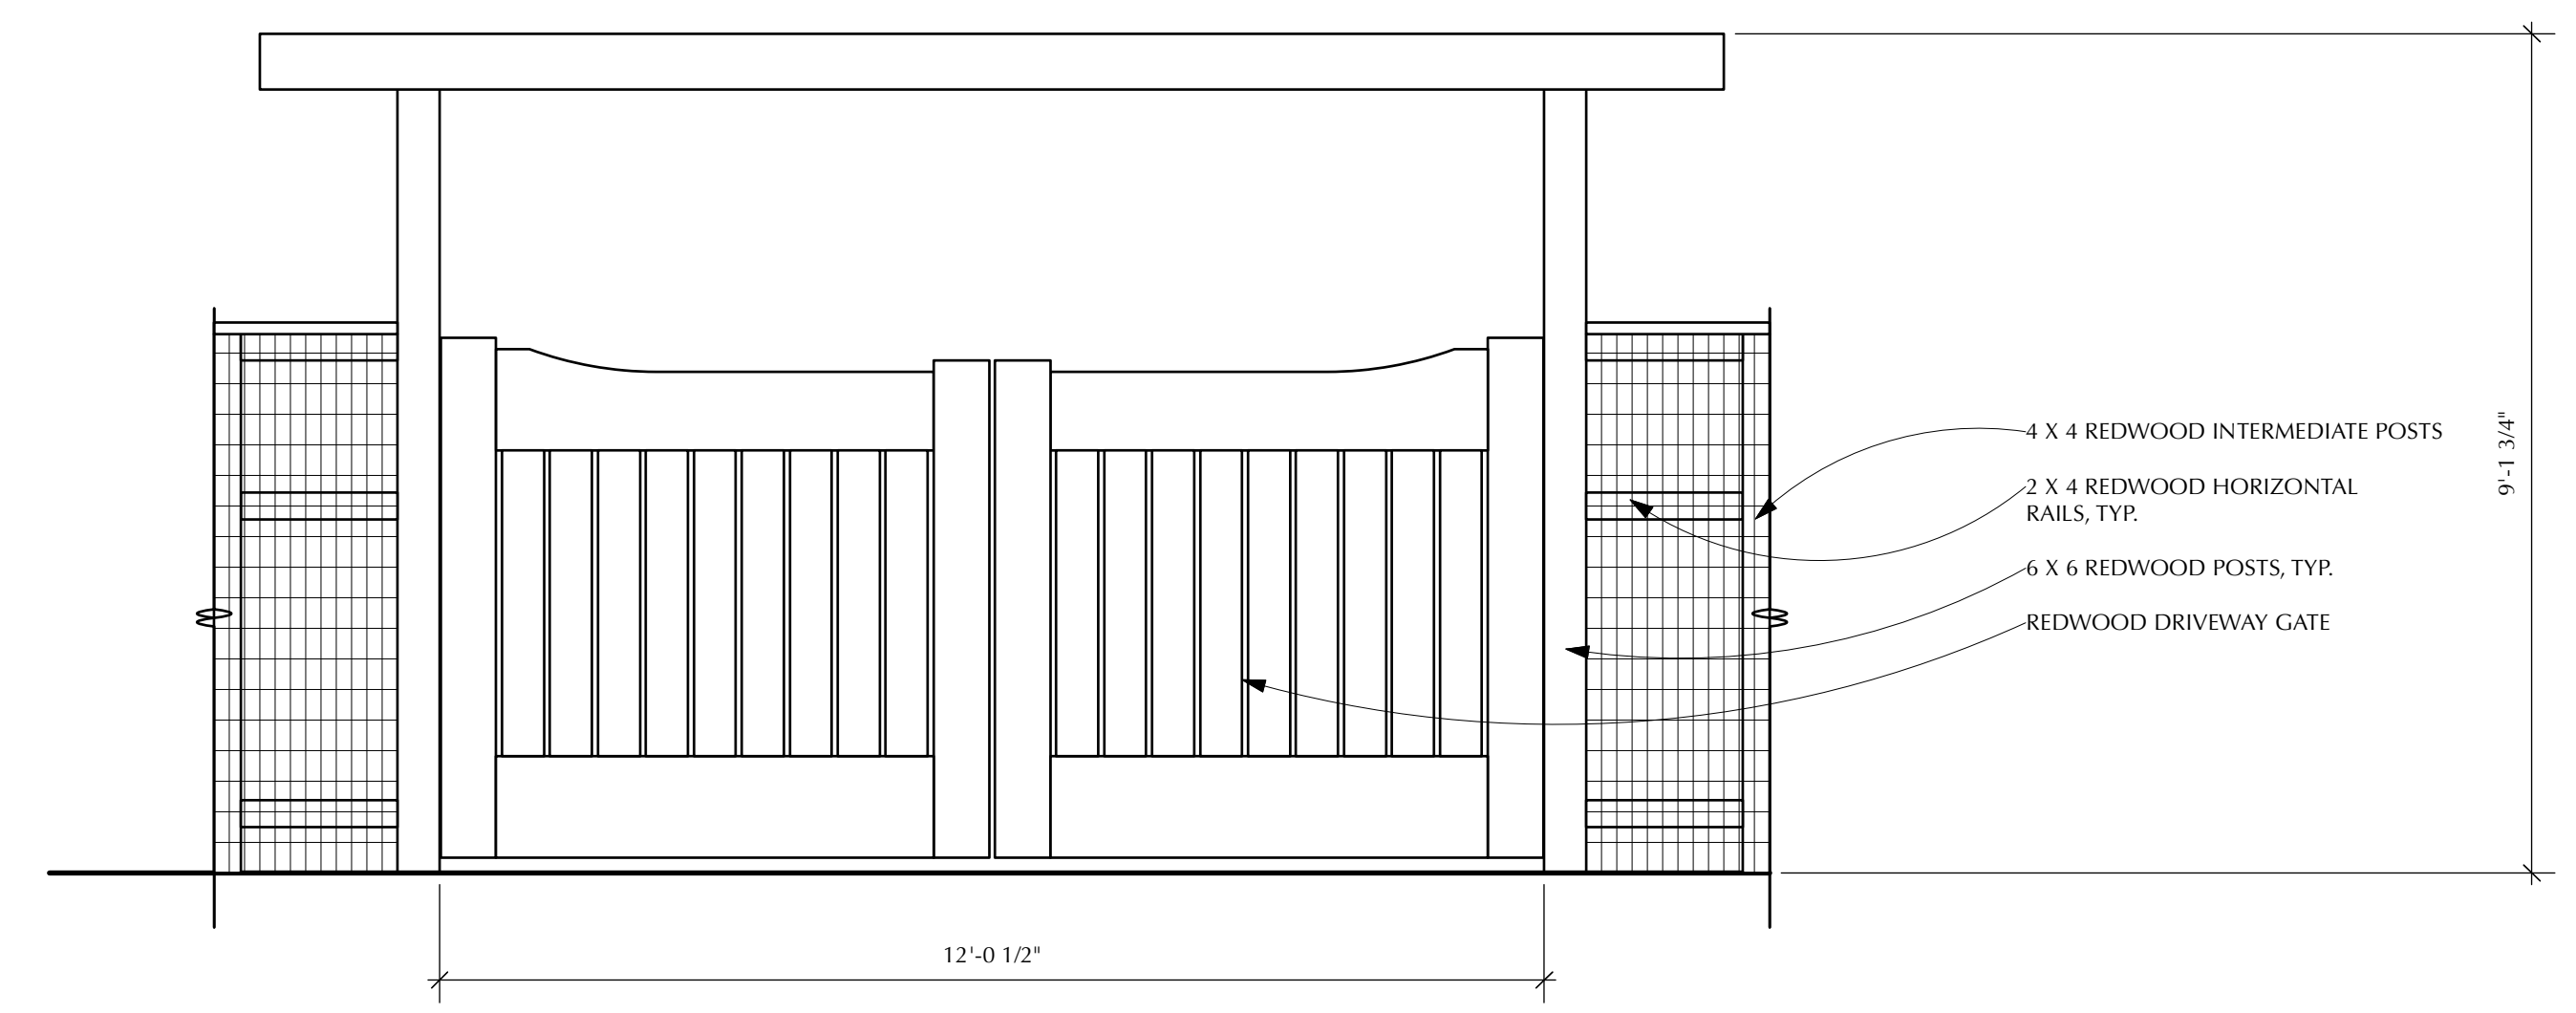 4 X 4 REDWOOD INTERMEDIATE POSTS
2 X 4 REDWOOD HORIZONTAL
RAILS, TYP.
6 X 6 REDWOOD POSTS, TYP.
REDWOOD DRIVEWAY GATE
9'-1 3/4"
12'-0 1/2"